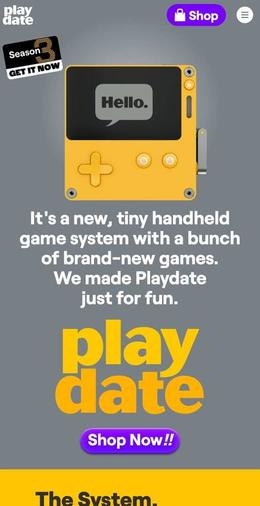 play
date
Shop
Season 3
GET IT NOW
Hello.
It's a new, tiny handheld
game system with a bunch
of brand-new games.
We made Playdate
just for fun.
play
date
Shop Now!!
The System.